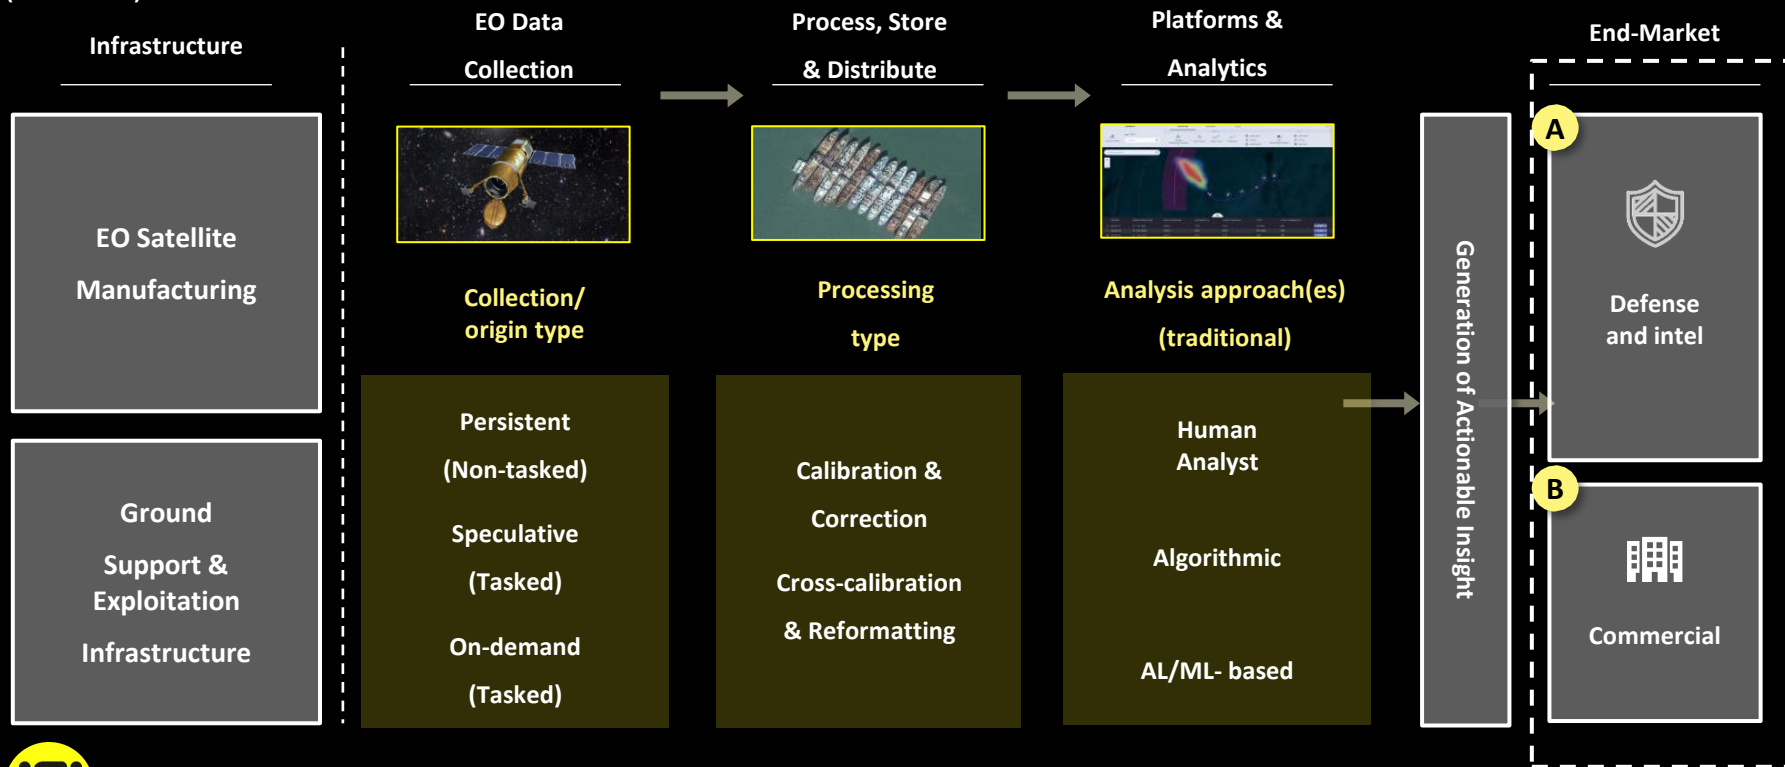 Infrastructure
EO Data
Collection
Process, Store
& Distribute
Platforms &
Analytics
End-Market
EO Satellite
Manufacturing
Ground
Support &
Exploitation
Infrastructure
Collection/
origin type
Persistent
(Non-tasked)
Speculative
(Tasked)
On-demand
(Tasked)
Processing
type
Calibration &
Correction
Cross-calibration
& Reformatting
Analysis approach(es)
(traditional)
Human
Analyst
Algorithmic
AL/ML- based
Generation of Actionable Insight
A
Defense
and intel
B
Commercial